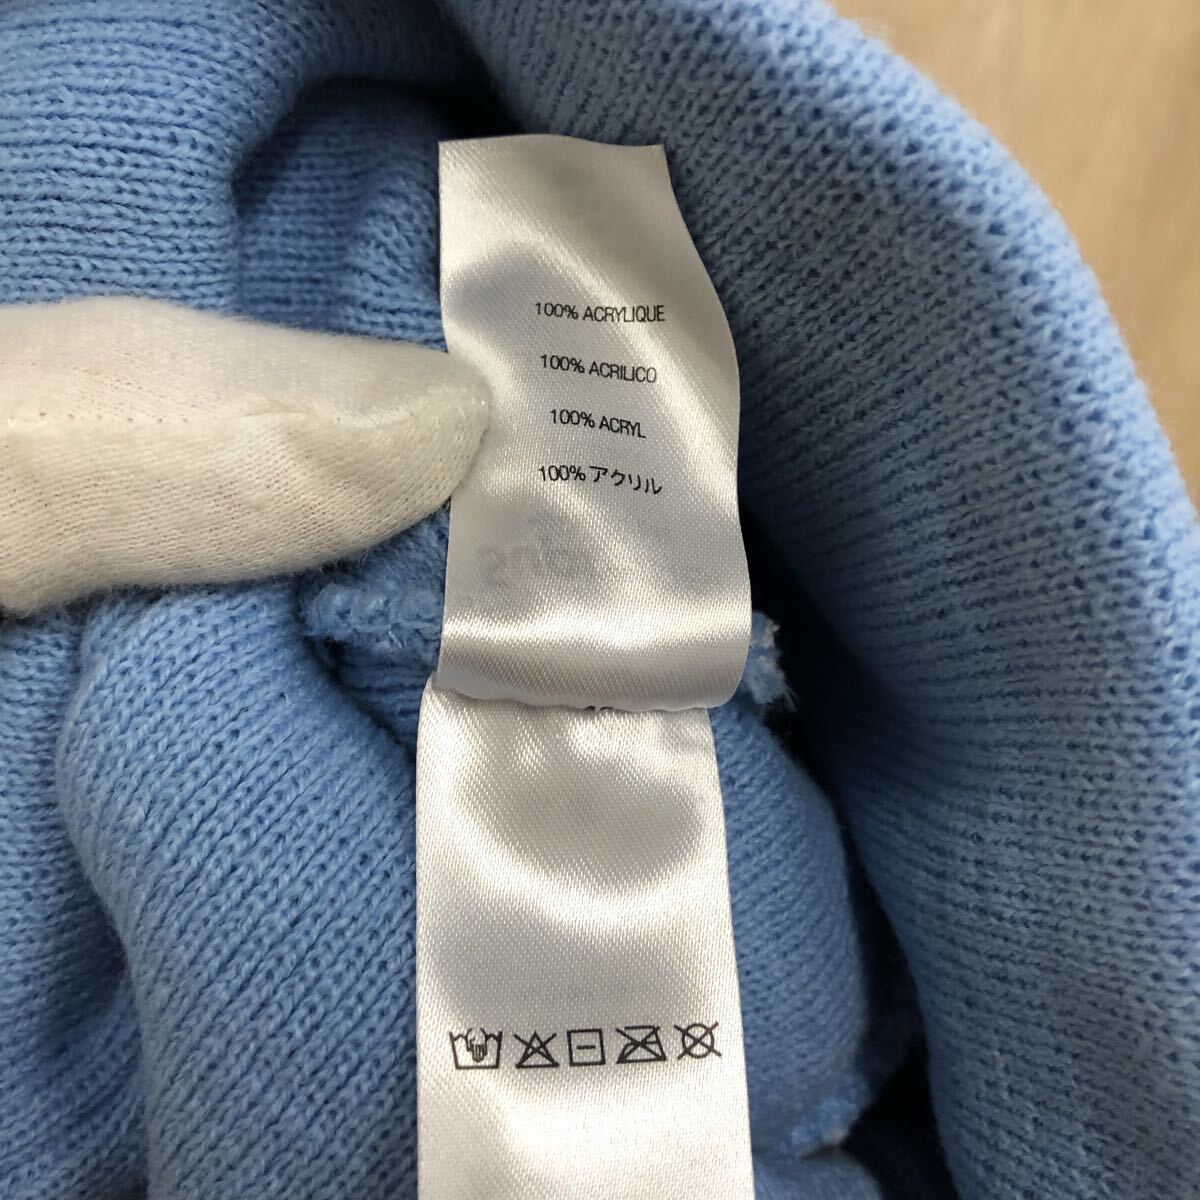 100% ACRYLIQUE
100% ACRILICO
100% ACRYL
100%アクリル